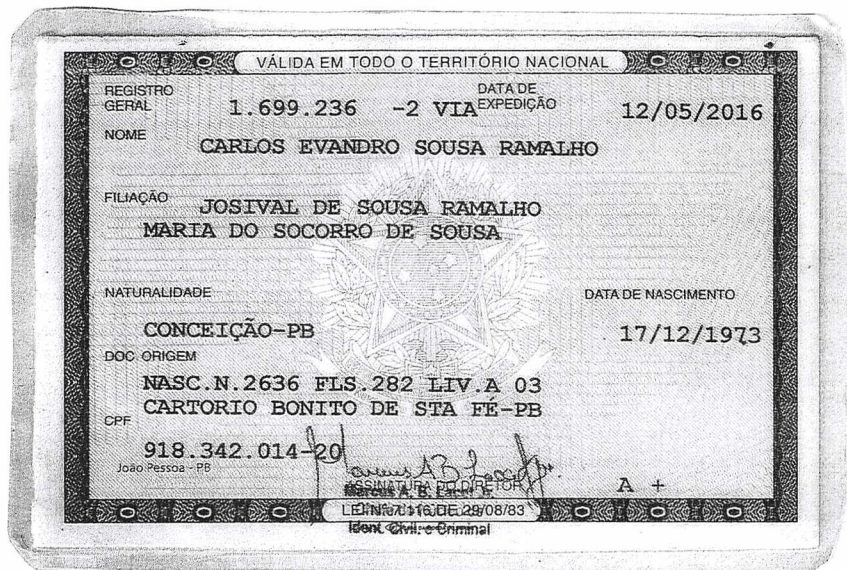 VÁLIDA EM TODO O TERRITÓRIO NACIONAL
REGISTRO GERAL 1.699.236 -2 VIA DATA DE EXPEDIÇÃO 12/05/2016
NOME
CARLOS EVANDRO SOUSA RAMALHO
FILIAÇÃO
JOSIVAL DE SOUSA RAMALHO
MARIA DO SOCORRO DE SOUSA
NATURALIDADE DATA DE NASCIMENTO
CONCEIÇÃO-PB 17/12/1973
DOC ORIGEM
NASC.N.2636 FLS.282 LIV.A 03
CARTORIO BONITO DE STA FÉ-PB
CPF
918.342.014-20
João Pessoa - PB
ASSINATURA DO DIRETOR A +
Marcus A. B.
LEI Nº 7.116 DE 29/08/83
Ident. Civil. e Criminal